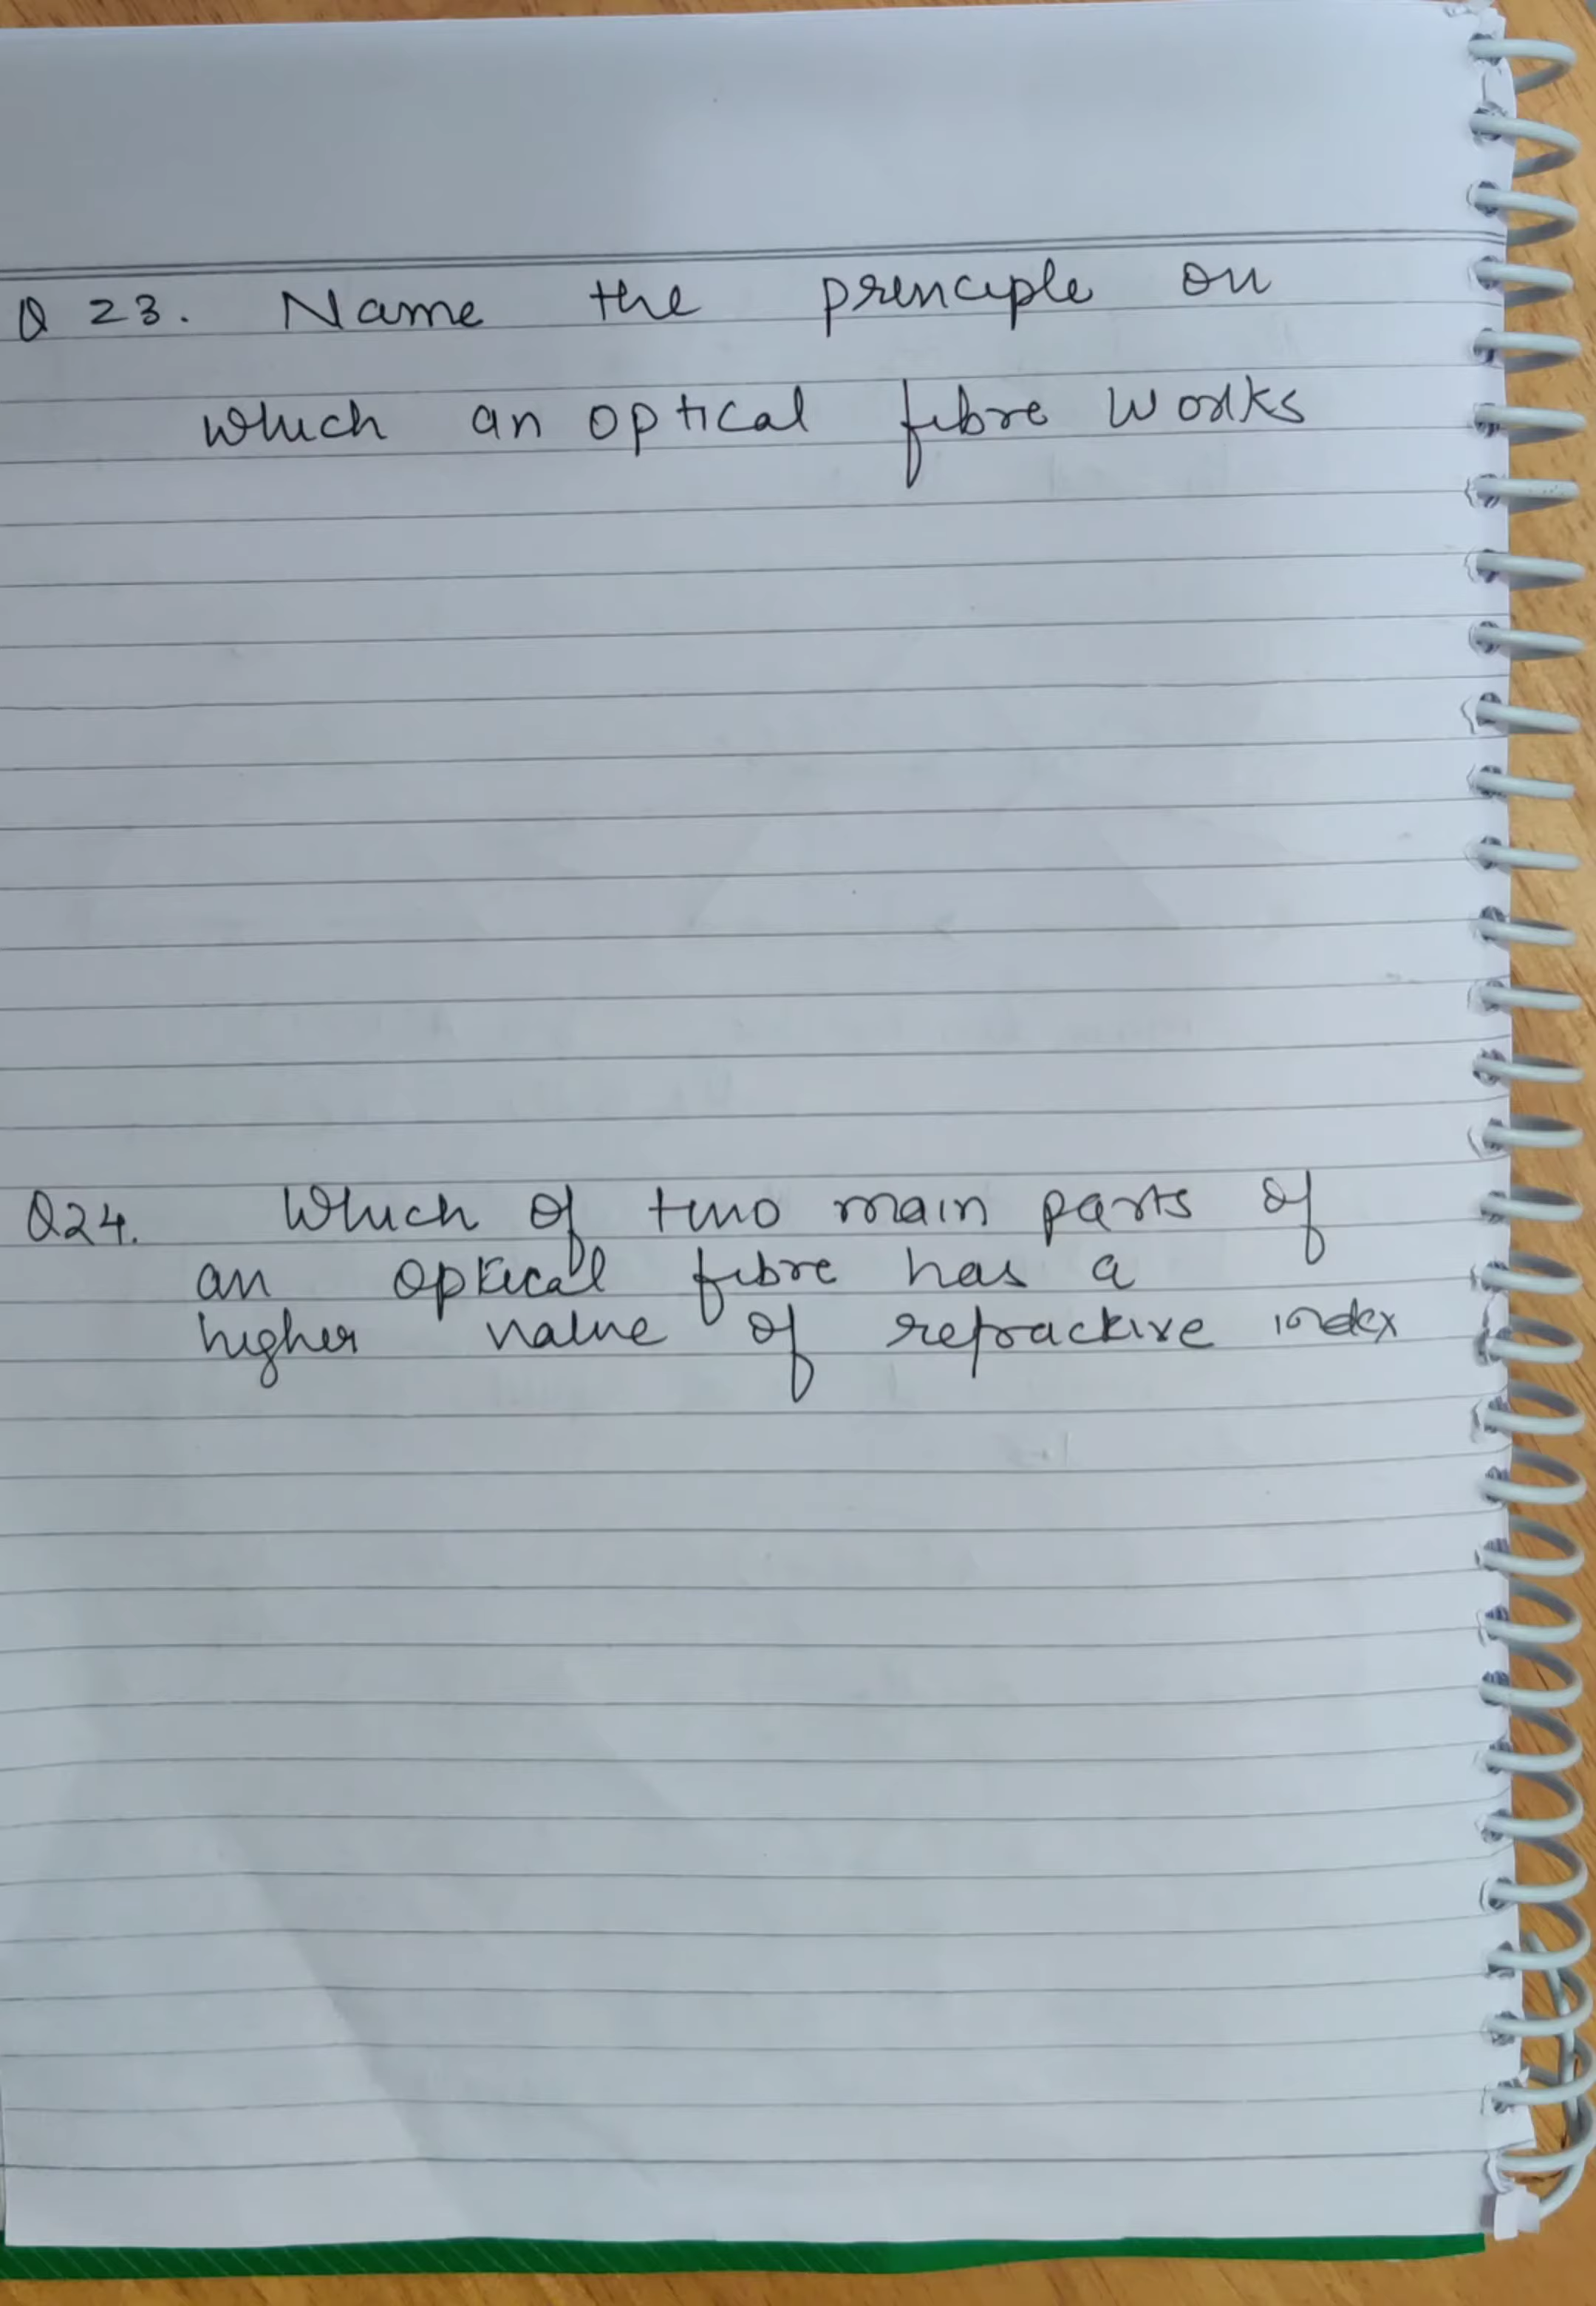 Q 23. Name the principle on
which an optical fibre works
Q24. Which of two main parts of
an optical fibre has a
higher value of refractive index